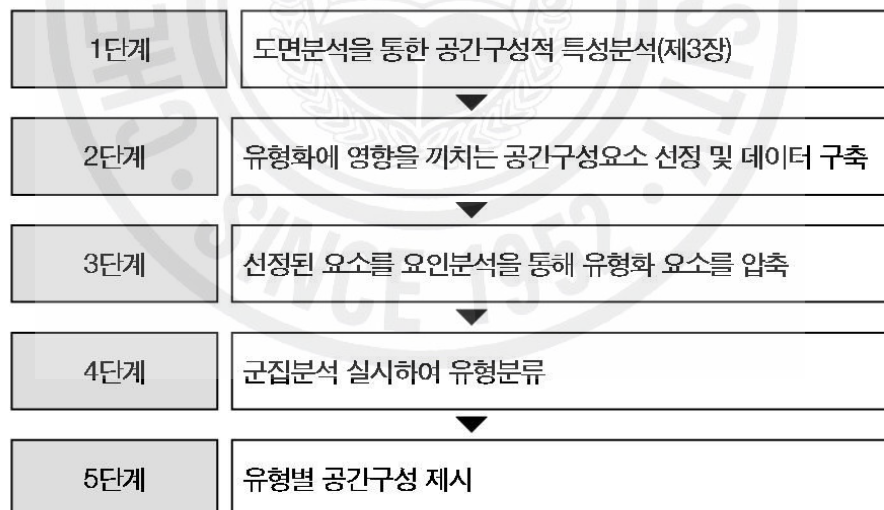 1단계
도면분석을 통한 공간구성적 특성분석(제3장)
2단계
유형화에 영향을 끼치는 공간구성요소 선정 및 데이터 구축
3단계
선정된 요소를 요인분석을 통해 유형화 요소를 압축
4단계
군집분석 실시하여 유형분류
5단계
유형별 공간구성 제시
SINCE 1952